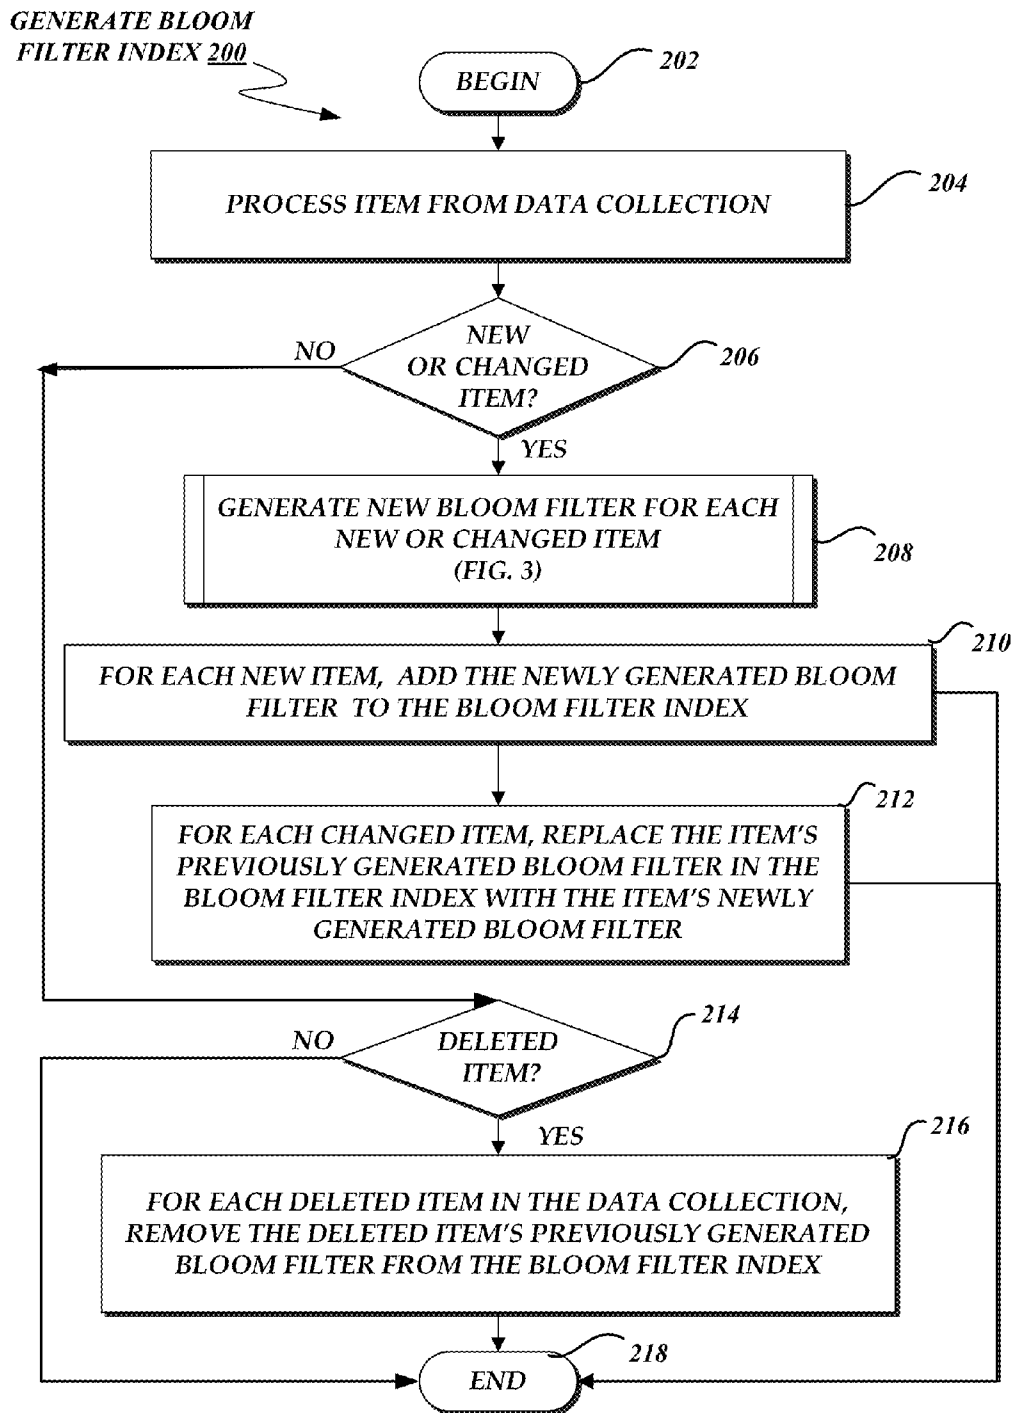 GENERATE BLOOM
FILTER INDEX 200
BEGIN
202
PROCESS ITEM FROM DATA COLLECTION
204
NEW
OR CHANGED
ITEM?
206
NO
YES
GENERATE NEW BLOOM FILTER FOR EACH
NEW OR CHANGED ITEM
(FIG. 3)
208
210
FOR EACH NEW ITEM, ADD THE NEWLY GENERATED BLOOM
FILTER TO THE BLOOM FILTER INDEX
212
FOR EACH CHANGED ITEM, REPLACE THE ITEM'S
PREVIOUSLY GENERATED BLOOM FILTER IN THE
BLOOM FILTER INDEX WITH THE ITEM'S NEWLY
GENERATED BLOOM FILTER
214
NO
DELETED
ITEM?
YES
216
FOR EACH DELETED ITEM IN THE DATA COLLECTION,
REMOVE THE DELETED ITEM'S PREVIOUSLY GENERATED
BLOOM FILTER FROM THE BLOOM FILTER INDEX
218
END